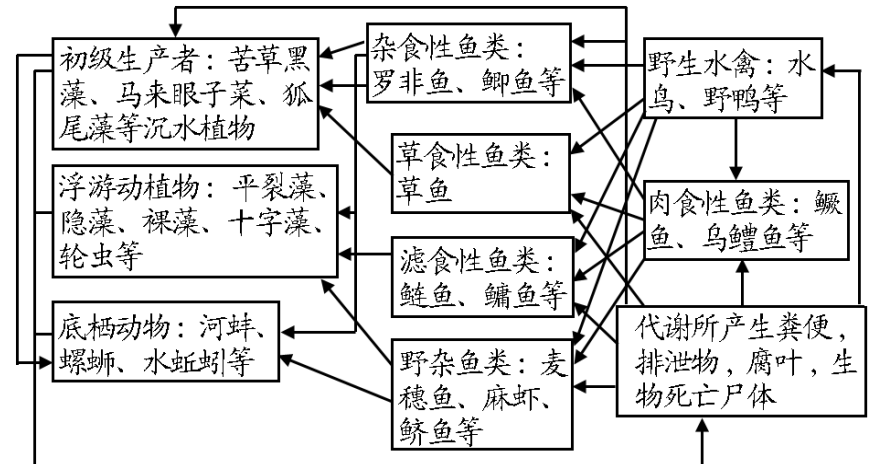 初级生产者：苦草黑
藻、马来眼子菜、狐
尾藻等沉水植物
浮游动植物：平裂藻、
隐藻、裸藻、十字藻、
轮虫等
底栖动物：河蚌、
螺蛳、水蚯蚓等
杂食性鱼类：
罗非鱼、鲫鱼等
草食性鱼类：
草鱼
滤食性鱼类：
鲢鱼、鳙鱼等
野杂鱼类：麦
穗鱼、麻虾、
鲚鱼等
野生水禽：水
鸟、野鸭等
肉食性鱼类：鳜
鱼、乌鳢鱼等
代谢所产生粪便，
排泄物，腐叶，生
物死亡尸体